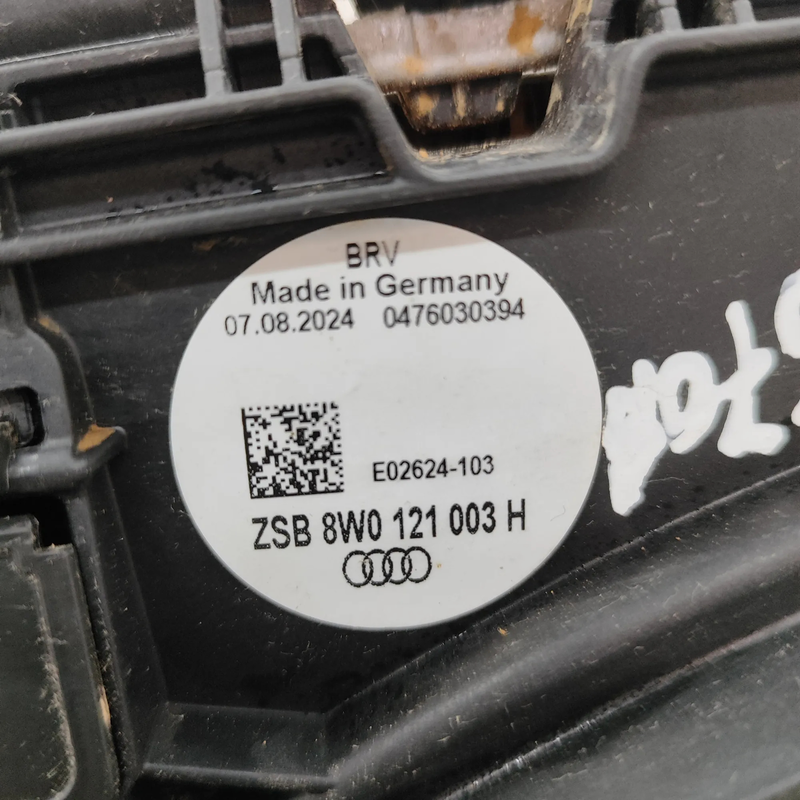 BRV
Made in Germany
07.08.2024 0476030394
E02624-103
ZSB 8W0 121 003 H